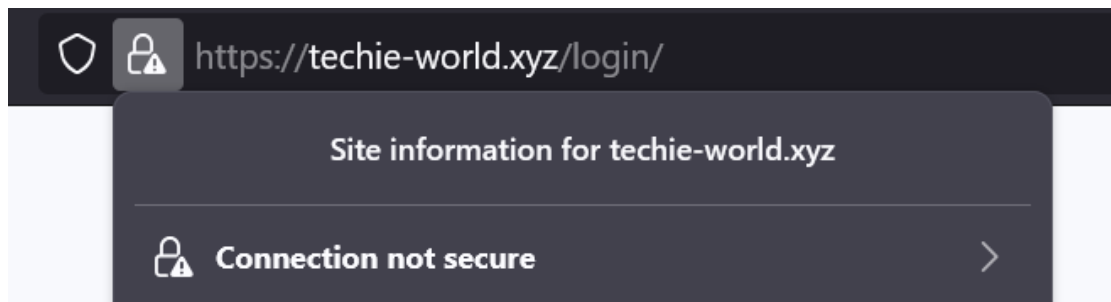 https://techie-world.xyz/login/
Site information for techie-world.xyz
Connection not secure